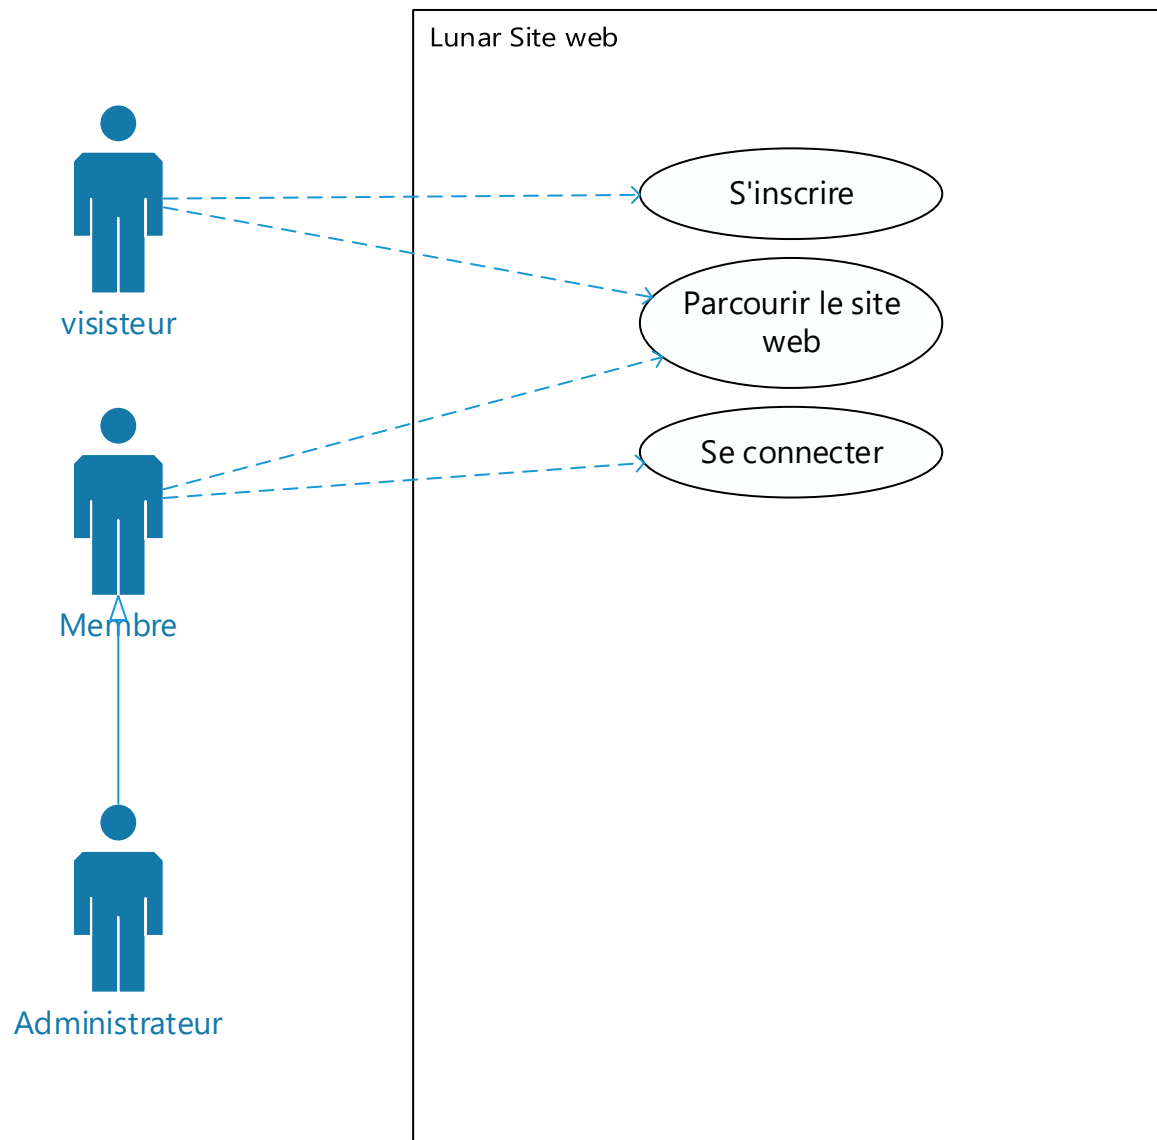 Lunar Site web
S'inscrire
Parcourir le site
web
visisteur
Se connecter
Membre
Administrateur